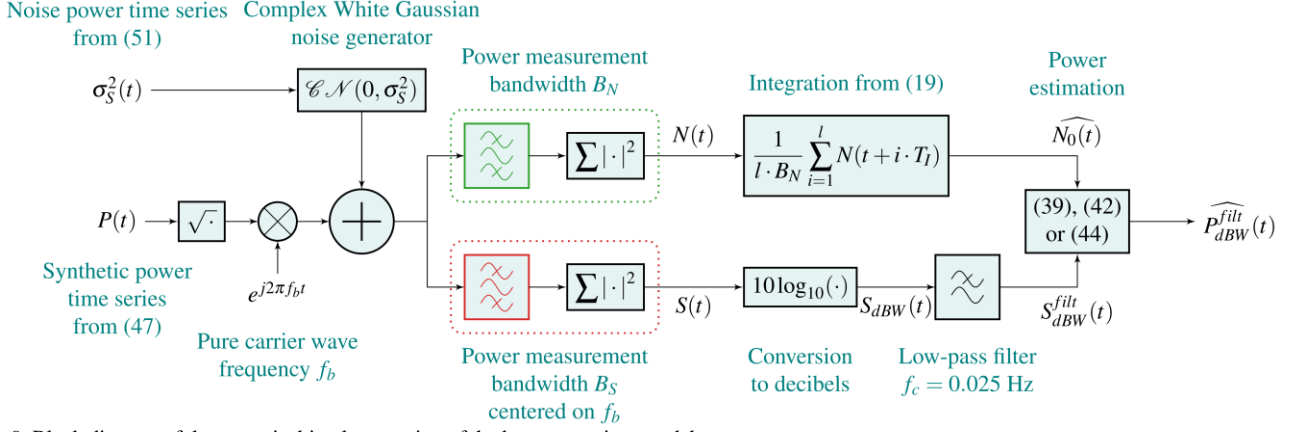 Noise power time series
from (51)
Complex White Gaussian
noise generator
σ_S^2(t)
𝒞𝒩(0, σ_S^2)
Power measurement
bandwidth B_N
Integration from (19)
Power
estimation
∑|·|^2
N(t)
1/(l·B_N) ∑_{i=1}^{l} N(t + i·T_I)
\widehat{N_0(t)}
P(t)
√·
+
(39), (42)
or (44)
\widehat{P_{dBW}^{filt}}(t)
Synthetic power
time series
from (47)
e^{j2πf_bt}
Pure carrier wave
frequency f_b
∑|·|^2
S(t)
10log_10(·)
S_dBW(t)
S_{dBW}^{filt}(t)
Power measurement
bandwidth B_S
centered on f_b
Conversion
to decibels
Low-pass filter
f_c = 0.025 Hz